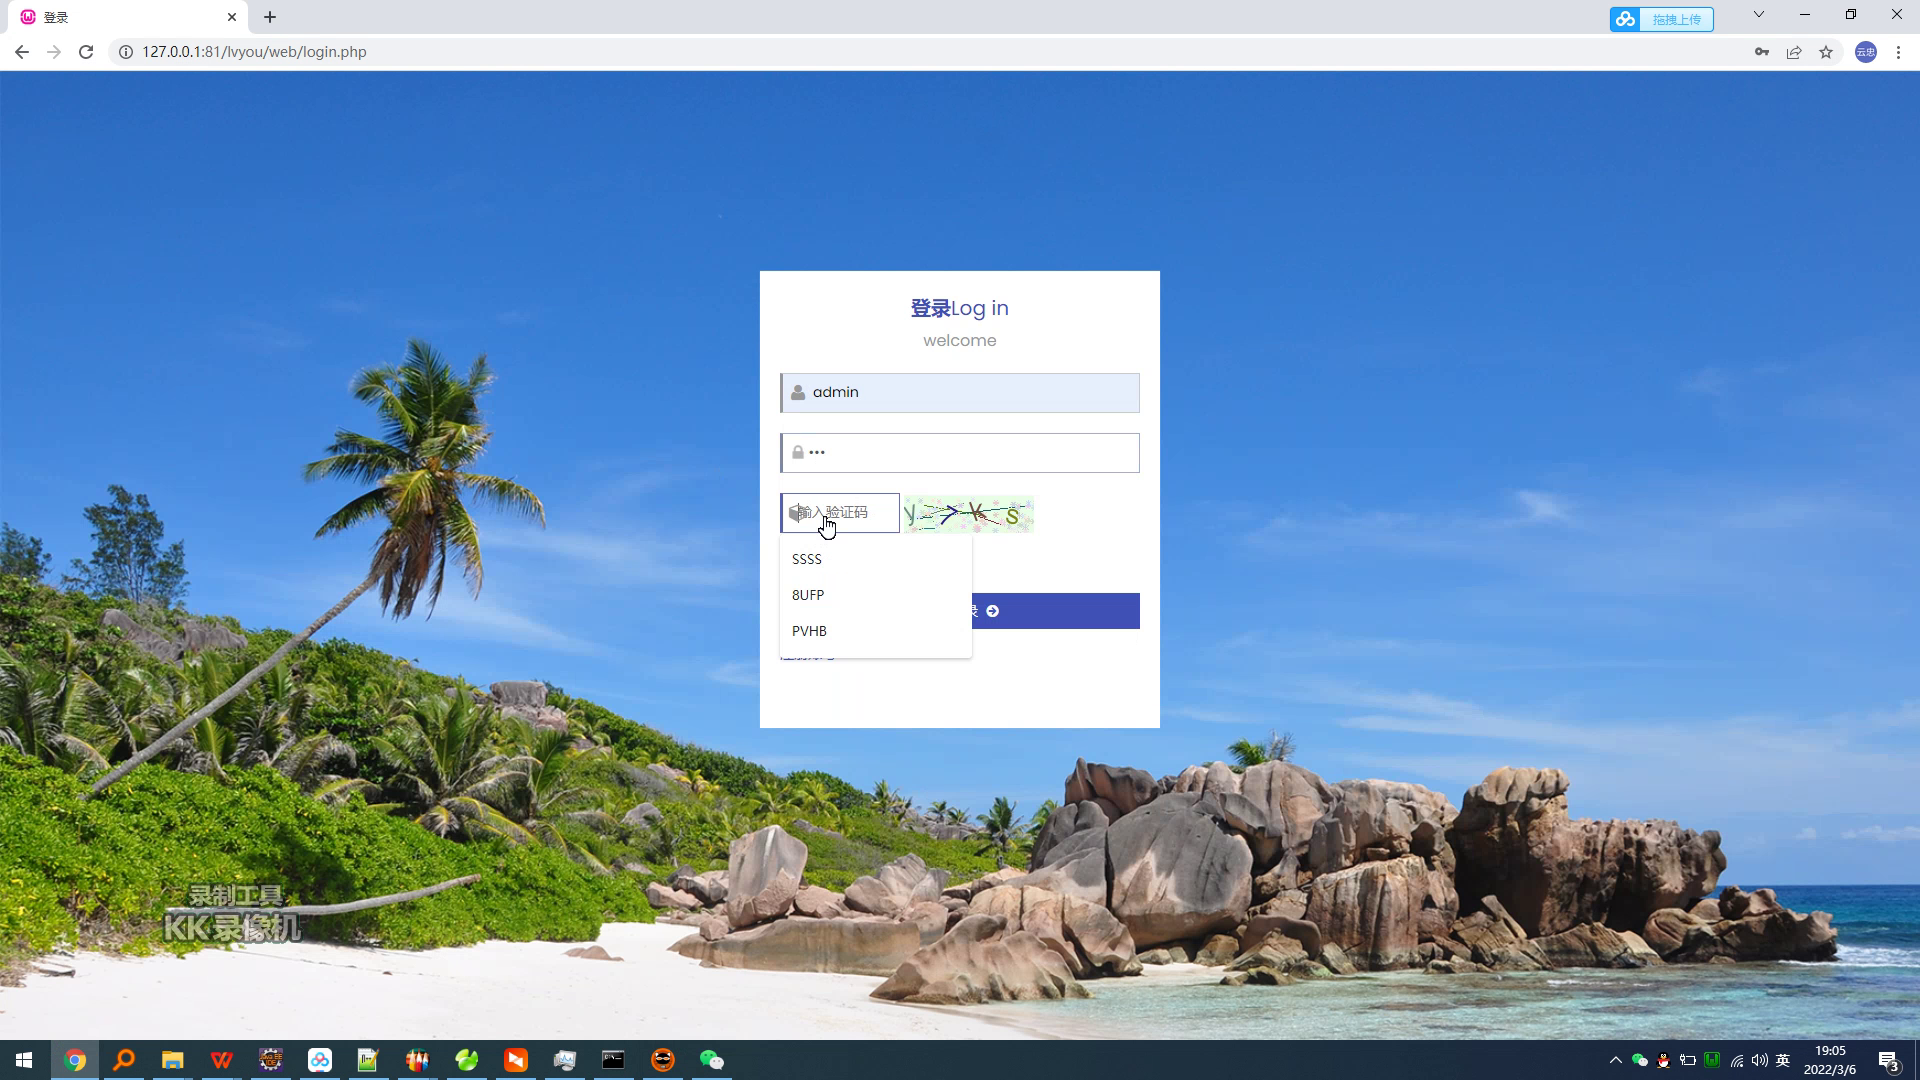 登录
拖拽上传
127.0.0.1:81/lvyou/web/login.php
云忠
登录Log in
welcome
admin
•••
输入验证码
SSSS
8UFP
PVHB
录
录制工具
KK录像机
英
19:05
2022/3/6
3